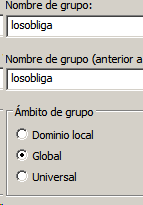 Nombre de grupo:
losobliga
Nombre de grupo (anterior a
losobliga
Ámbito de grupo
Dominio local
Global
Universal